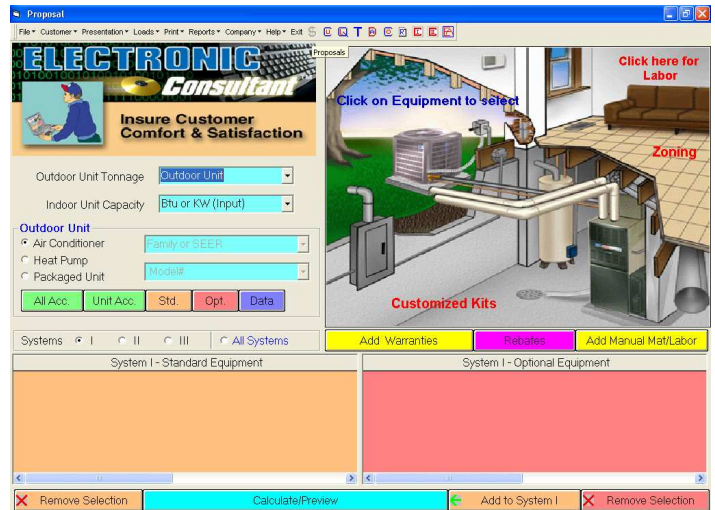 Proposal
File Customer Presentation Loads Print Reports Company Help Exit
Proposals
ELECTRONIC
Consultant
Insure Customer
Comfort & Satisfaction
Click on Equipment to select
Click here for
Labor
Zoning
Customized Kits
Outdoor Unit Tonnage Outdoor Unit
Indoor Unit Capacity Btu or KW (Input)
Outdoor Unit
Air Conditioner Family or SEER
Heat Pump
Packaged Unit Model#
All Acc. Unit Acc. Std. Opt. Data
Systems I II III All Systems
Add Warranties Rebates Add Manual Mat/Labor
System I - Standard Equipment System I - Optional Equipment
Remove Selection Calculate/Preview Add to System I Remove Selection